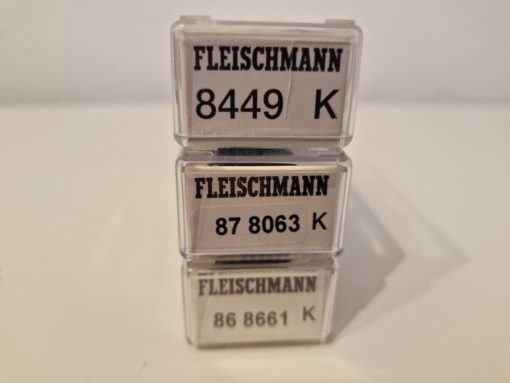 FLEISCHMANN
8449 K
FLEISCHMANN
87 8063 K
FLEISCHMANN
86 8661 K